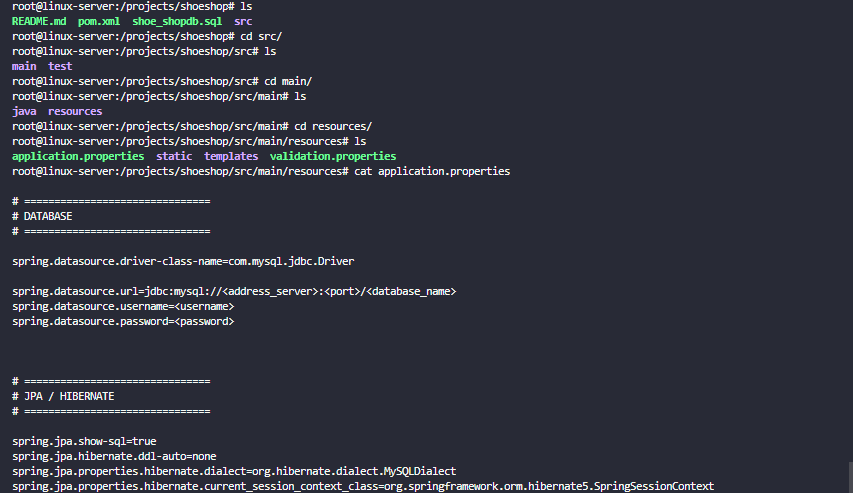 root@linux-server:/projects/shoeshop# ls
README.md pom.xml shoe_shopdb.sql src
root@linux-server:/projects/shoeshop# cd src/
root@linux-server:/projects/shoeshop/src# ls
main test
root@linux-server:/projects/shoeshop/src# cd main/
root@linux-server:/projects/shoeshop/src/main# ls
java resources
root@linux-server:/projects/shoeshop/src/main# cd resources/
root@linux-server:/projects/shoeshop/src/main/resources# ls
application.properties static templates validation.properties
root@linux-server:/projects/shoeshop/src/main/resources# cat application.properties
# ===============================
# DATABASE
# ===============================
spring.datasource.driver-class-name=com.mysql.jdbc.Driver
spring.datasource.url=jdbc:mysql://<address_server>:<port>/<database_name>
spring.datasource.username=<username>
spring.datasource.password=<password>
# ===============================
# JPA / HIBERNATE
# ===============================
spring.jpa.show-sql=true
spring.jpa.hibernate.ddl-auto=none
spring.jpa.properties.hibernate.dialect=org.hibernate.dialect.MySQLDialect
spring.jpa.properties.hibernate.current_session_context_class=org.springframework.orm.hibernate5.SpringSessionContext